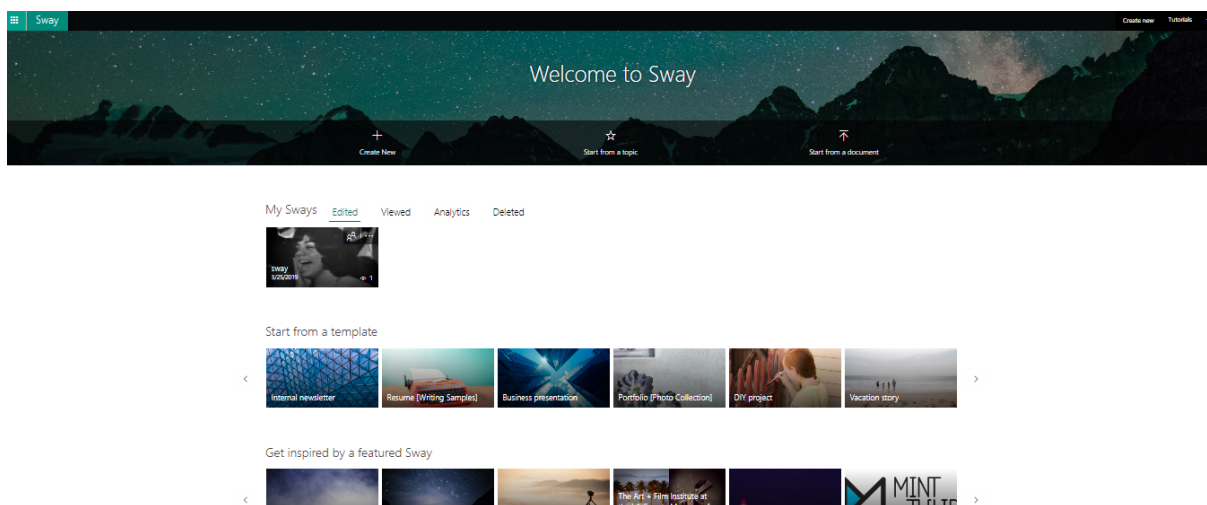 Sway
Create new Tutorials
Welcome to Sway
Create New Start from a topic Start from a document
My Sways Edited Viewed Analytics Deleted
sway
3/25/2019 1
Start from a template
Internal newsletter Resume [Writing Samples] Business presentation Portfolio [Photo Collection] DIY project Vacation story
Get inspired by a featured Sway
The Art + Film Institute at
MINT